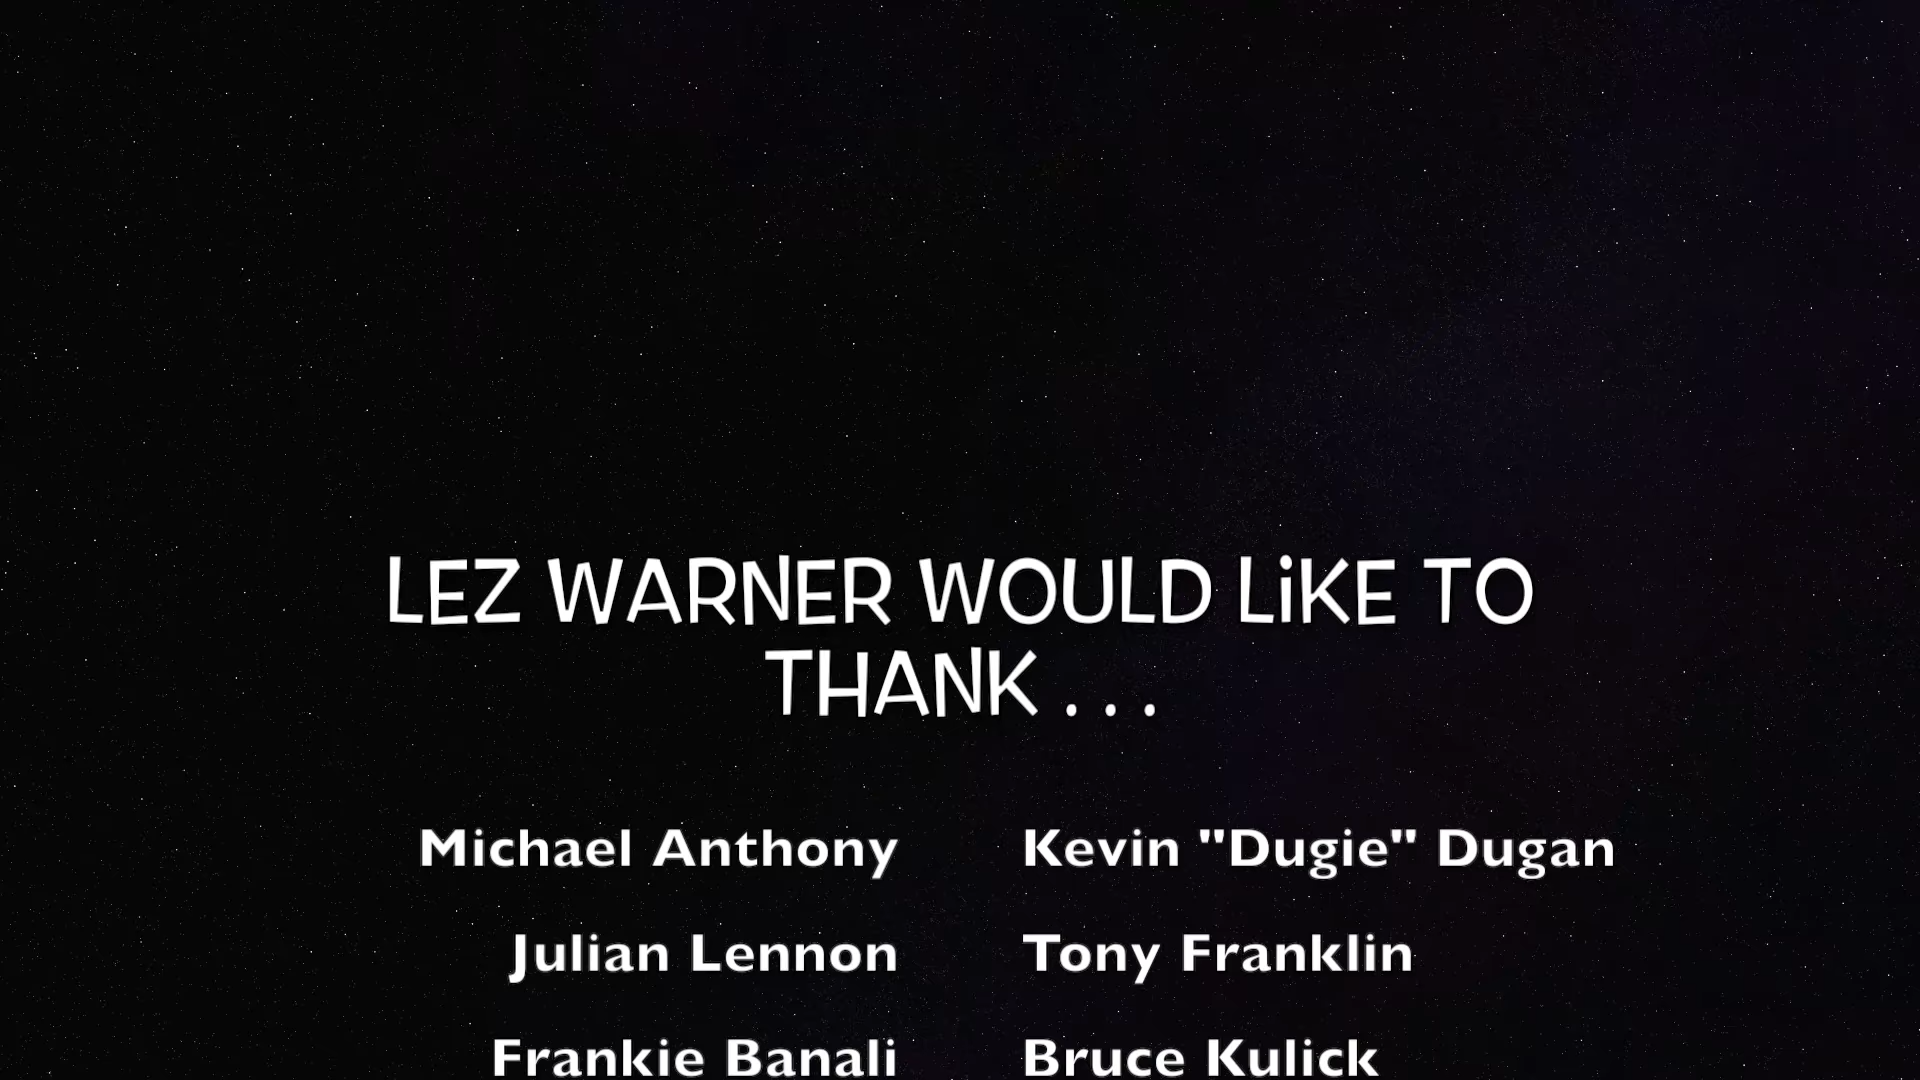 LEZ WARNER WOULD LiKE TO
THANK . . .
Michael Anthony Kevin "Dugie" Dugan
Julian Lennon Tony Franklin
Frankie Banali Bruce Kulick